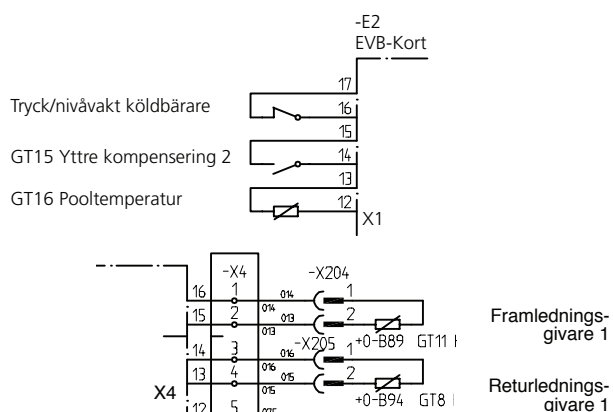 -E2
EVB-Kort
17
Tryck/nivåvakt köldbärare
16
15
GT15 Yttre kompensering 2
14
13
GT16 Pooltemperatur
12
X1
-X4
-X204
16 1 014 1
014
15 2 013 2
013
+0-B89 GT11
Framlednings-
givare 1
-X205
14 3 016 1
016
13 4 015 2
015
+0-B94 GT8
Returlednings-
givare 1
X4
12 5